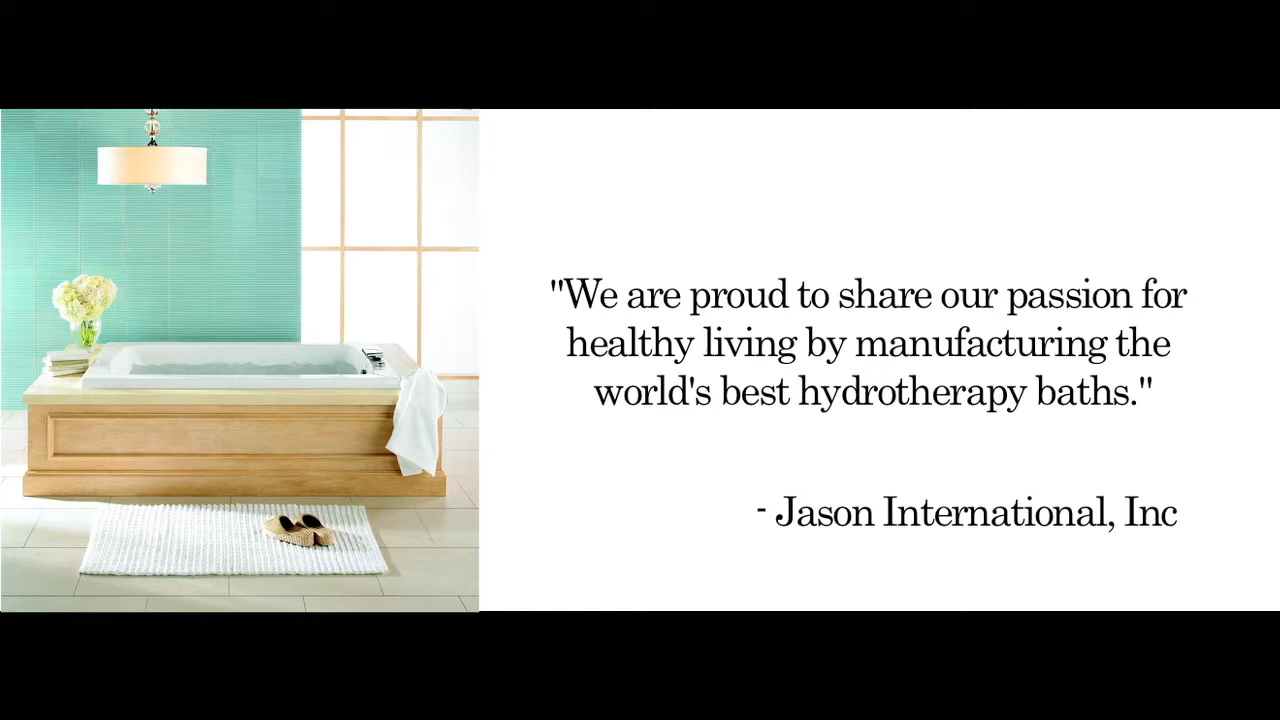 "We are proud to share our passion for
healthy living by manufacturing the
world's best hydrotherapy baths."
- Jason International, Inc